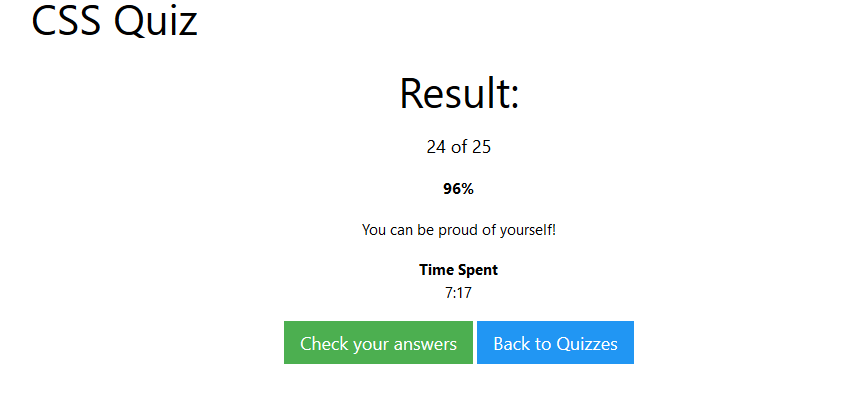 CSS Quiz
Result:
24 of 25
96%
You can be proud of yourself!
Time Spent
7:17
Check your answers Back to Quizzes